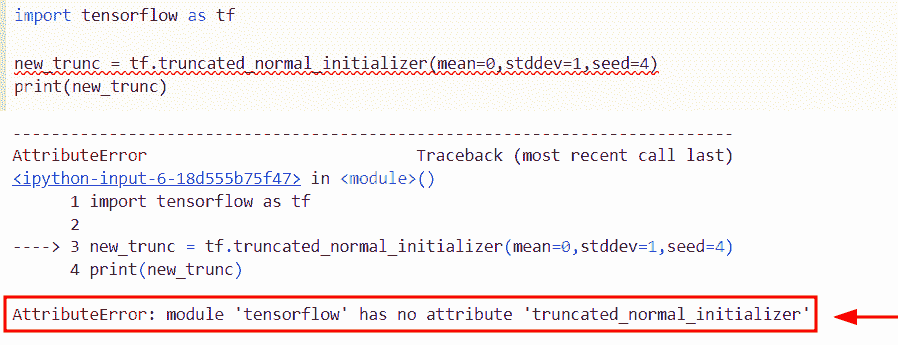 import tensorflow as tf
new_trunc = tf.truncated_normal_initializer(mean=0,stddev=1,seed=4)
print(new_trunc)
---------------------------------------------------------------------------
AttributeError                            Traceback (most recent call last)
<ipython-input-6-18d555b75f47> in <module>()
      1 import tensorflow as tf
      2
----> 3 new_trunc = tf.truncated_normal_initializer(mean=0,stddev=1,seed=4)
      4 print(new_trunc)
AttributeError: module 'tensorflow' has no attribute 'truncated_normal_initializer'